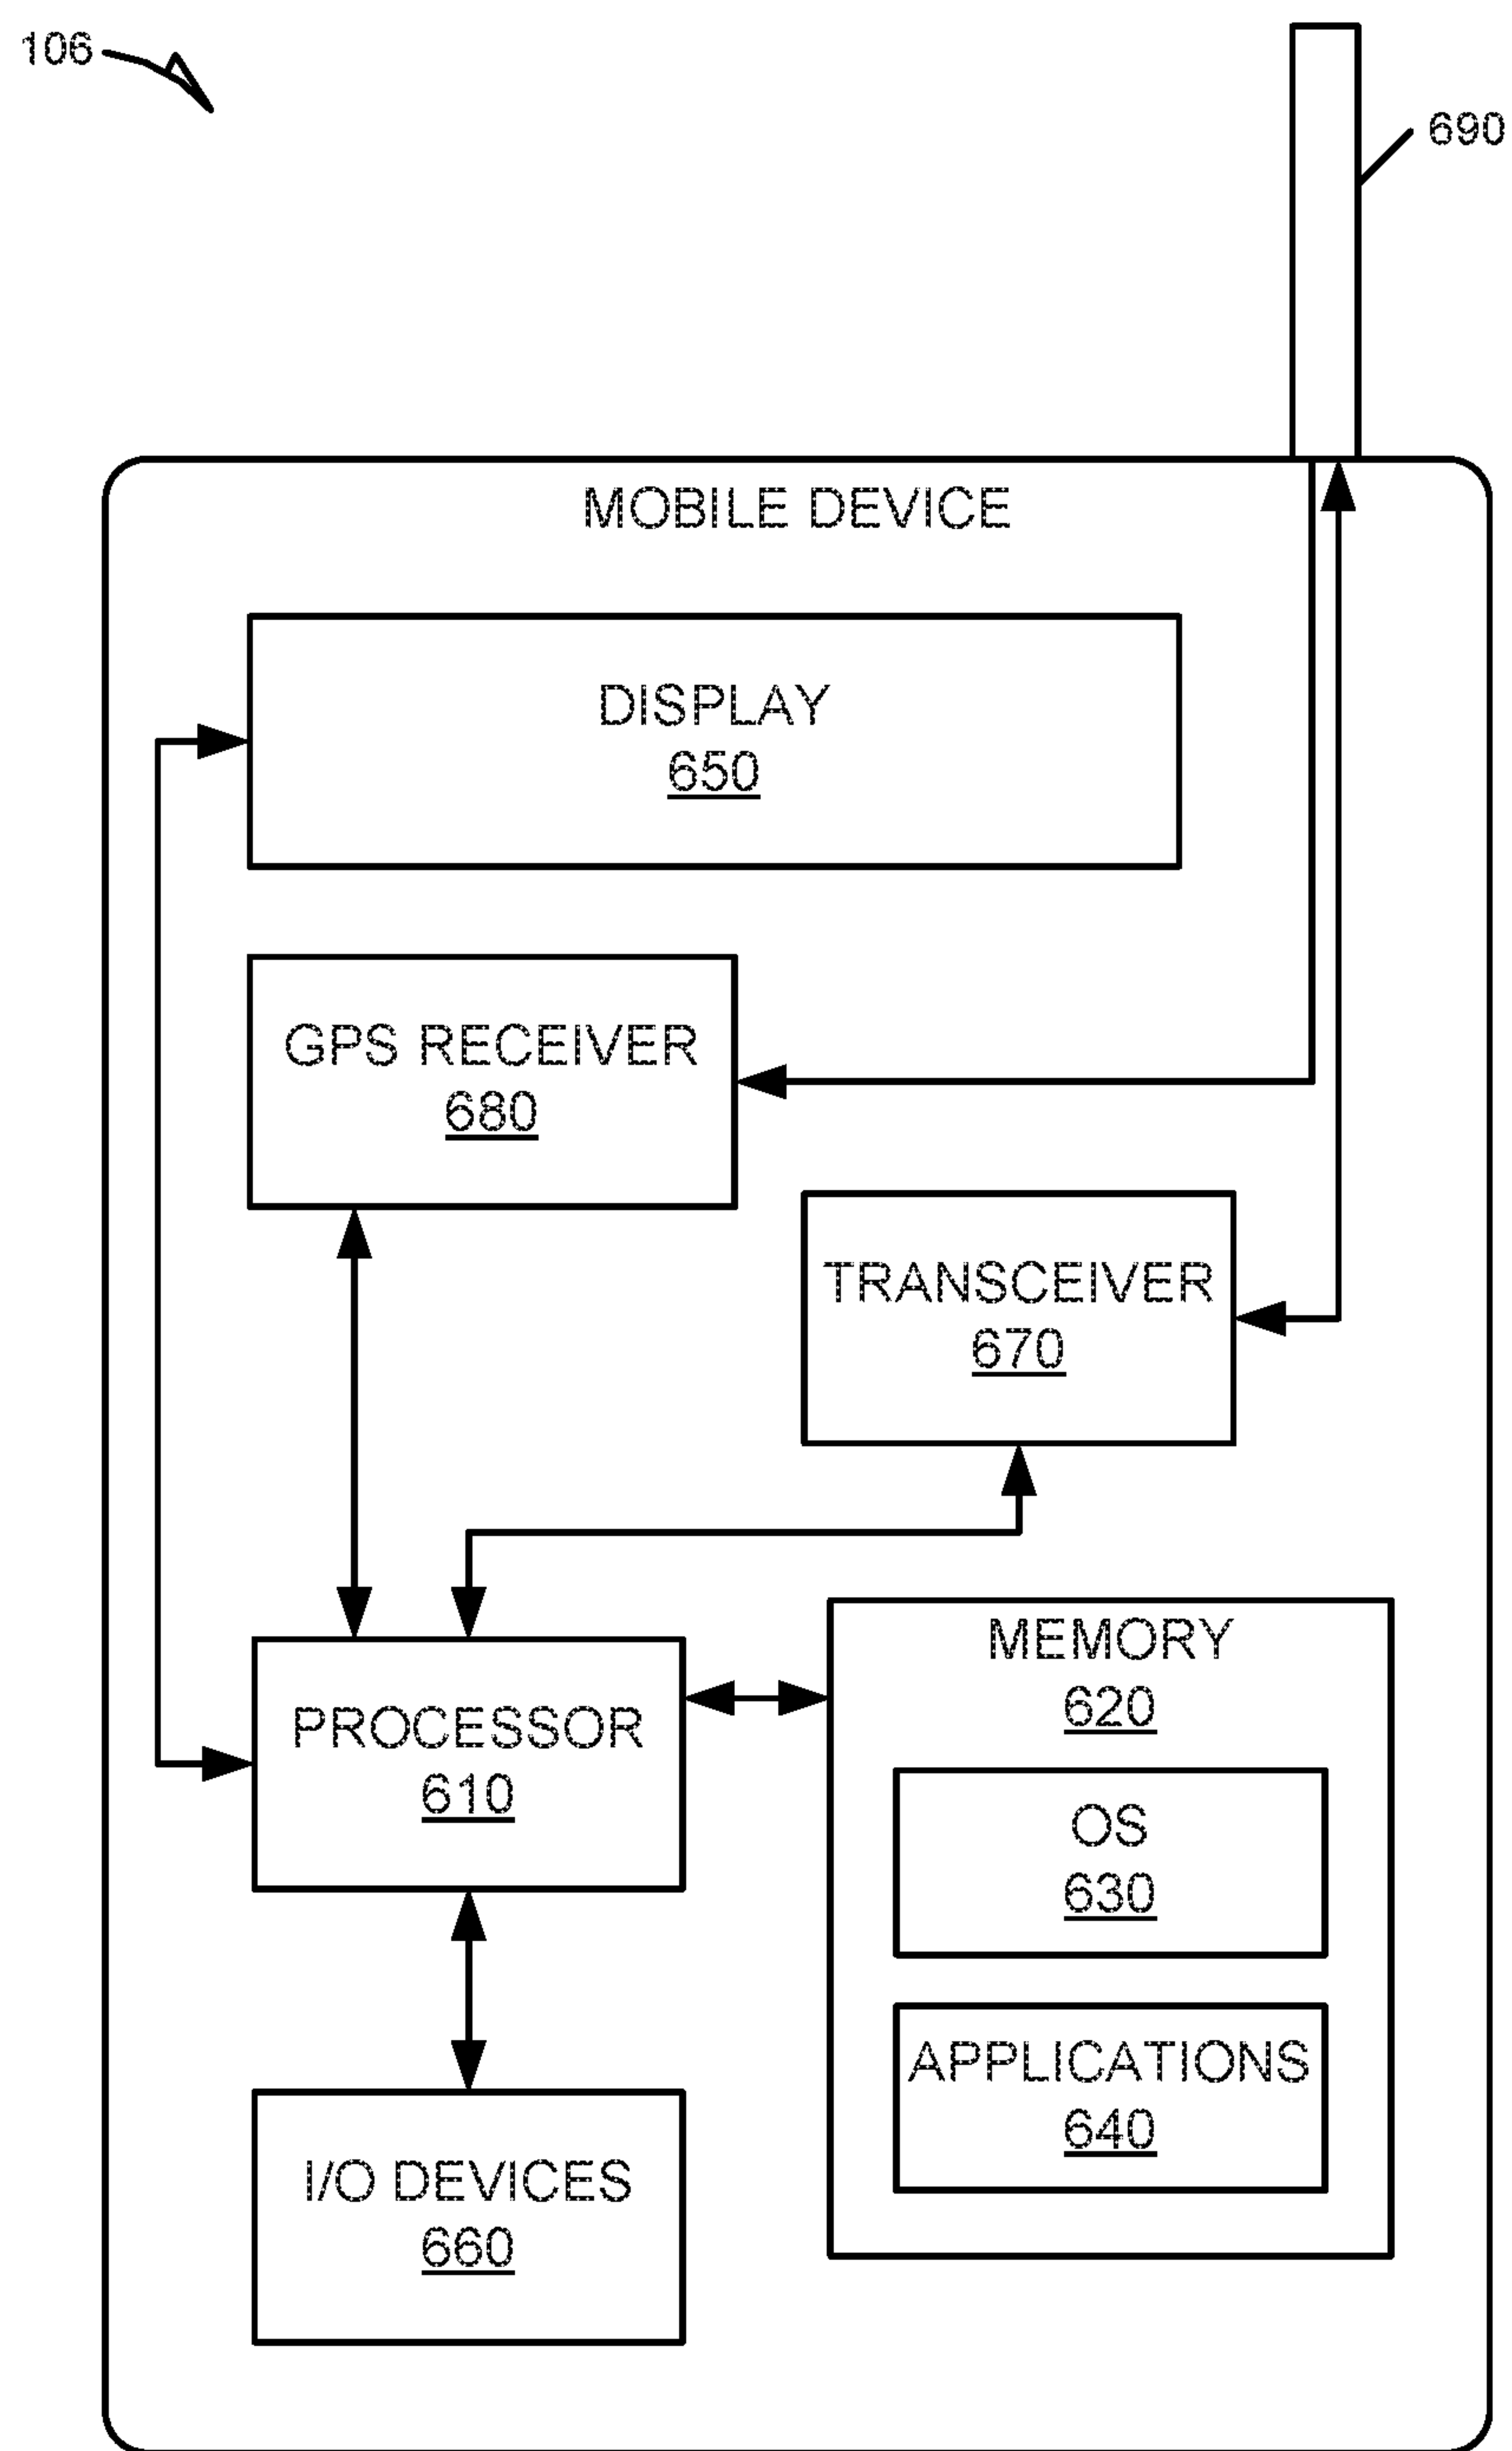 106
690
MOBILE DEVICE
DISPLAY
650
GPS RECEIVER
680
TRANSCEIVER
670
PROCESSOR
610
MEMORY
620
OS
630
APPLICATIONS
640
I/O DEVICES
660